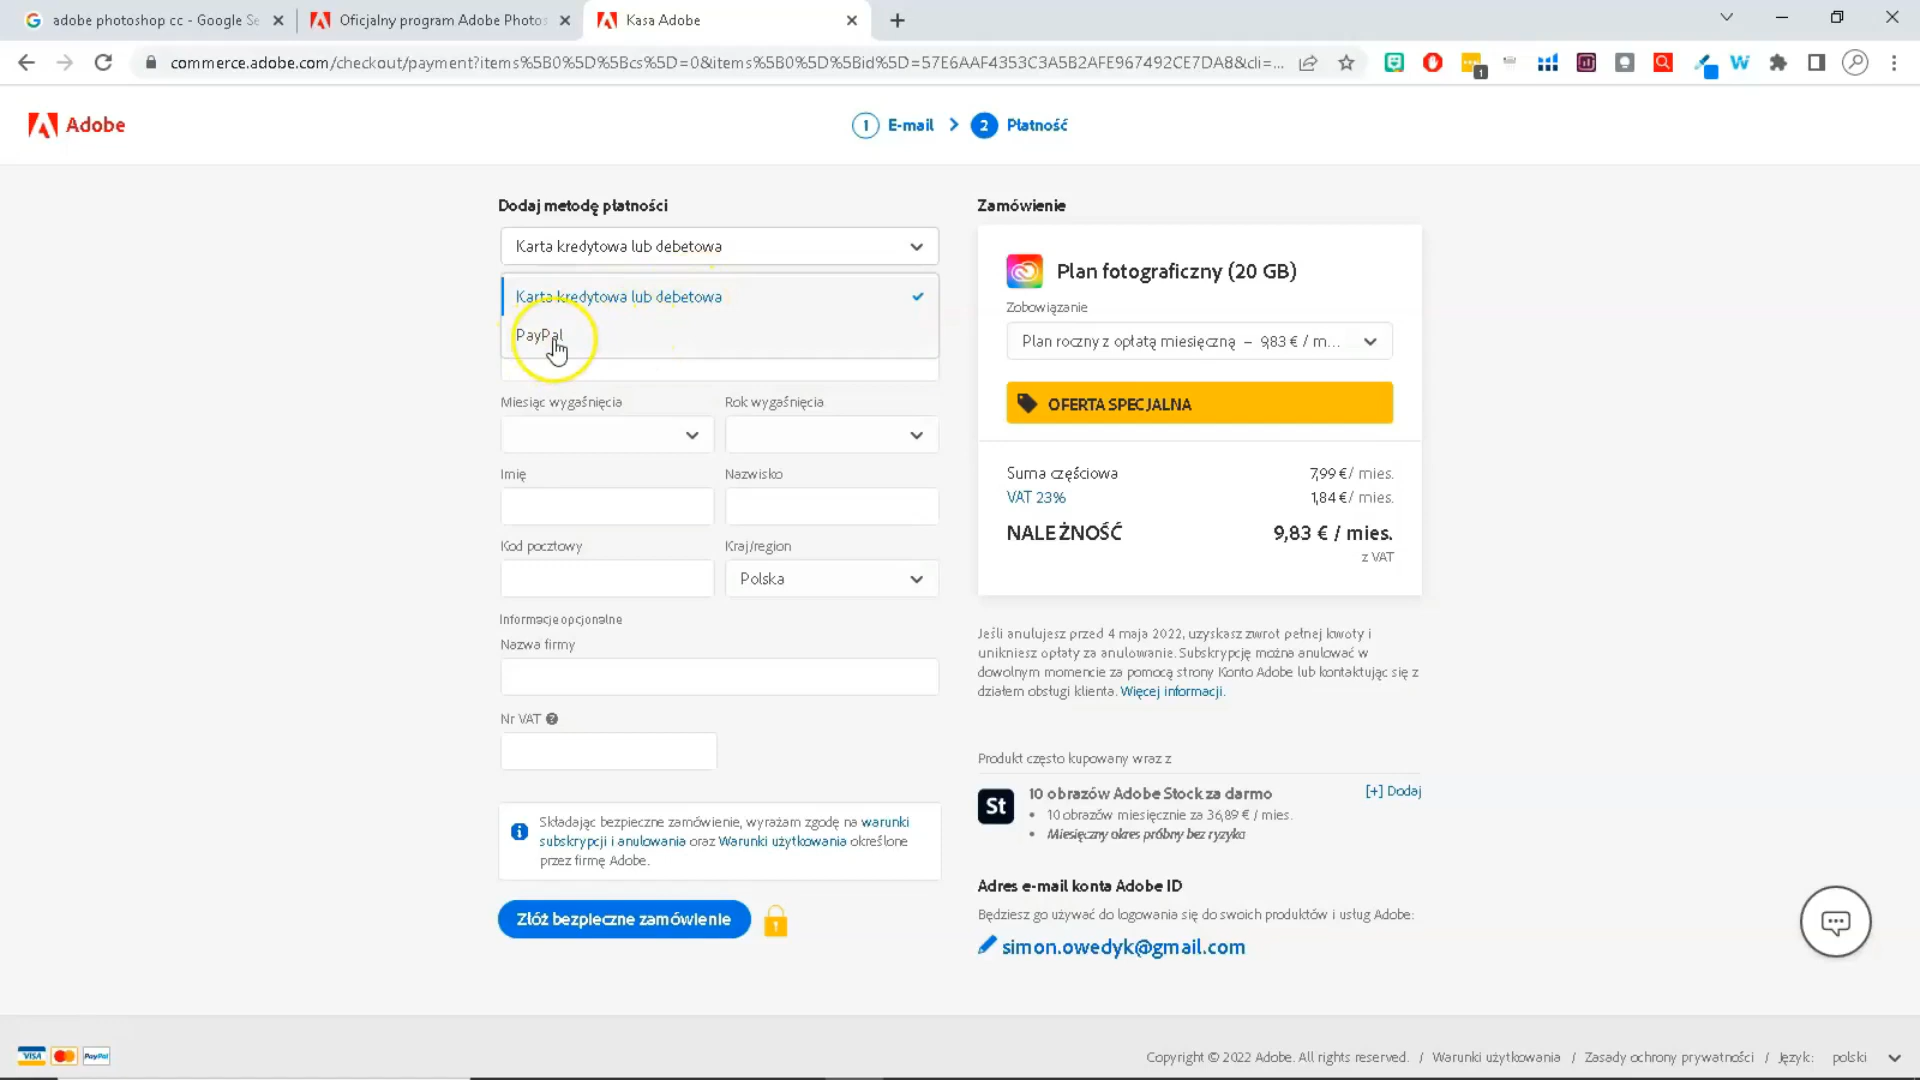 adobe photoshop cc - Google Se
Oficjalny program Adobe Photos
Kasa Adobe
commerce.adobe.com/checkout/payment?items%5B0%5D%5Bcs%5D=0&items%5B0%5D%5Bid%5D=57E6AAF4353C3A5B2AFE967492CE7DA8&cli=...
1
W
Adobe
1 E-mail
2 Płatność
Dodaj metodę płatności
Karta kredytowa lub debetowa
Karta kredytowa lub debetowa
PayPal
Miesiąc wygaśnięcia
Rok wygaśnięcia
Imię
Nazwisko
Kod pocztowy
Kraj/region
Polska
Informacje opcjonalne
Nazwa firmy
Nr VAT
Składając bezpieczne zamówienie, wyrażam zgodę na warunki
subskrypcji i anulowania oraz Warunki użytkowania określone
przez firmę Adobe.
Złóż bezpieczne zamówienie
Zamówienie
Plan fotograficzny (20 GB)
Zobowiązanie
Plan roczny z opłatą miesięczną – 9,83 € / m...
OFERTA SPECJALNA
Suma częściowa 7,99 € / mies.
VAT 23% 1,84 € / mies.
NALEŻNOŚĆ 9,83 € / mies.
z VAT
Jeśli anulujesz przed 4 maja 2022, uzyskasz zwrot pełnej kwoty i
unikniesz opłaty za anulowanie. Subskrypcję można anulować w
dowolnym momencie za pomocą strony Konto Adobe lub kontaktując się z
działem obsługi klienta. Więcej informacji.
Produkt często kupowany wraz z
St
10 obrazów Adobe Stock za darmo
[+] Dodaj
• 10 obrazów miesięcznie za 36,89 € / mies.
• Miesięczny okres próbny bez ryzyka
Adres e-mail konta Adobe ID
Będziesz go używać do logowania się do swoich produktów i usług Adobe:
simon.owedyk@gmail.com
VISA
PayPal
Copyright © 2022 Adobe. All rights reserved. / Warunki użytkowania / Zasady ochrony prywatności / Język: polski